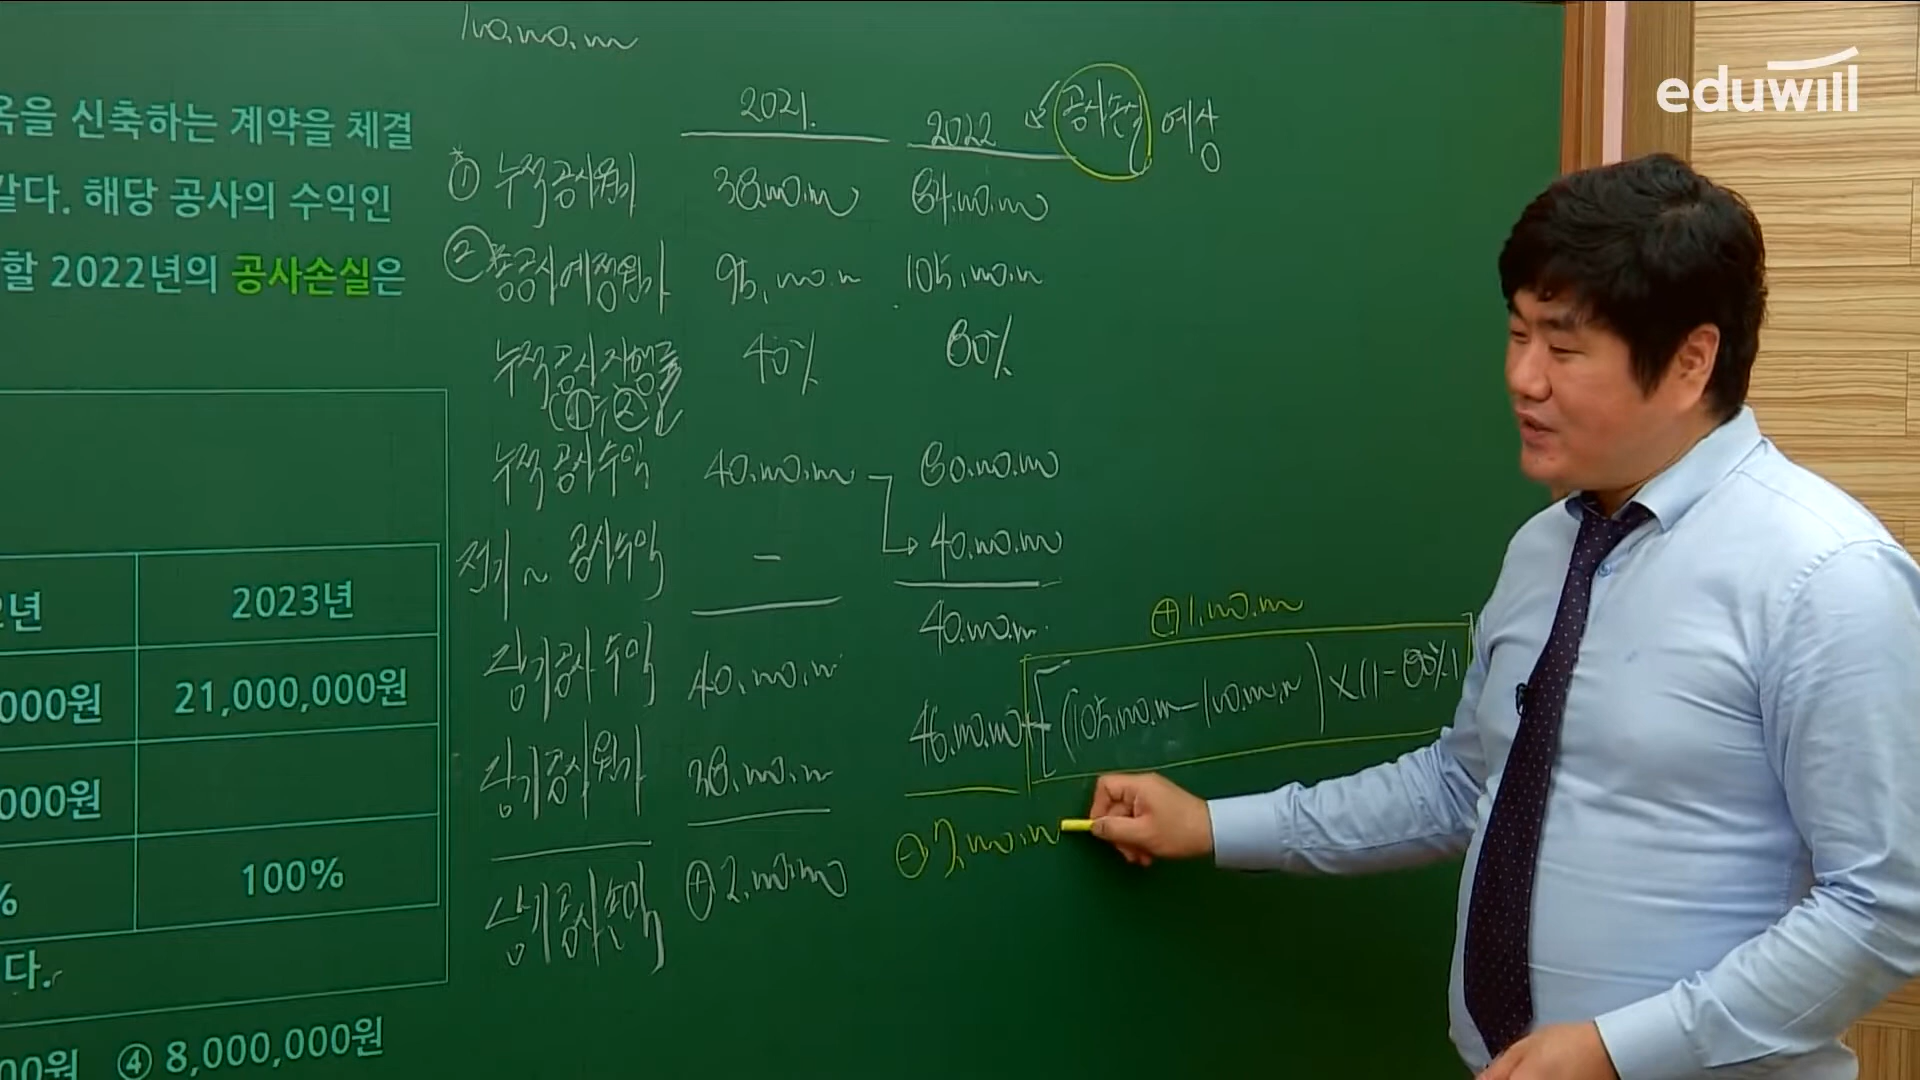 eduwill
100,000,000
2021.
2022
공사손실 예상
① 누적공사원가 38,000,000 84,000,000
② 총공사예정원가 95,000,000 105,000,000
누적공사진행률 40% 80%
(①÷②)
누적공사수익 40,000,000 80,000,000
전기~공사수익 - 40,000,000
당기공사수익 40,000,000 40,000,000
⊕1,000,000
당기공사원가 38,000,000 46,000,000+[(105,000,000-100,000,000)×(1-80%)]
당기공사손익 ⊕2,000,000 ⊖7,000,000
옥을 신축하는 계약을 체결
같다. 해당 공사의 수익인
할 2022년의 공사손실은
2년 2023년
000원 21,000,000원
000원
% 100%
다.
00원 ④ 8,000,000원